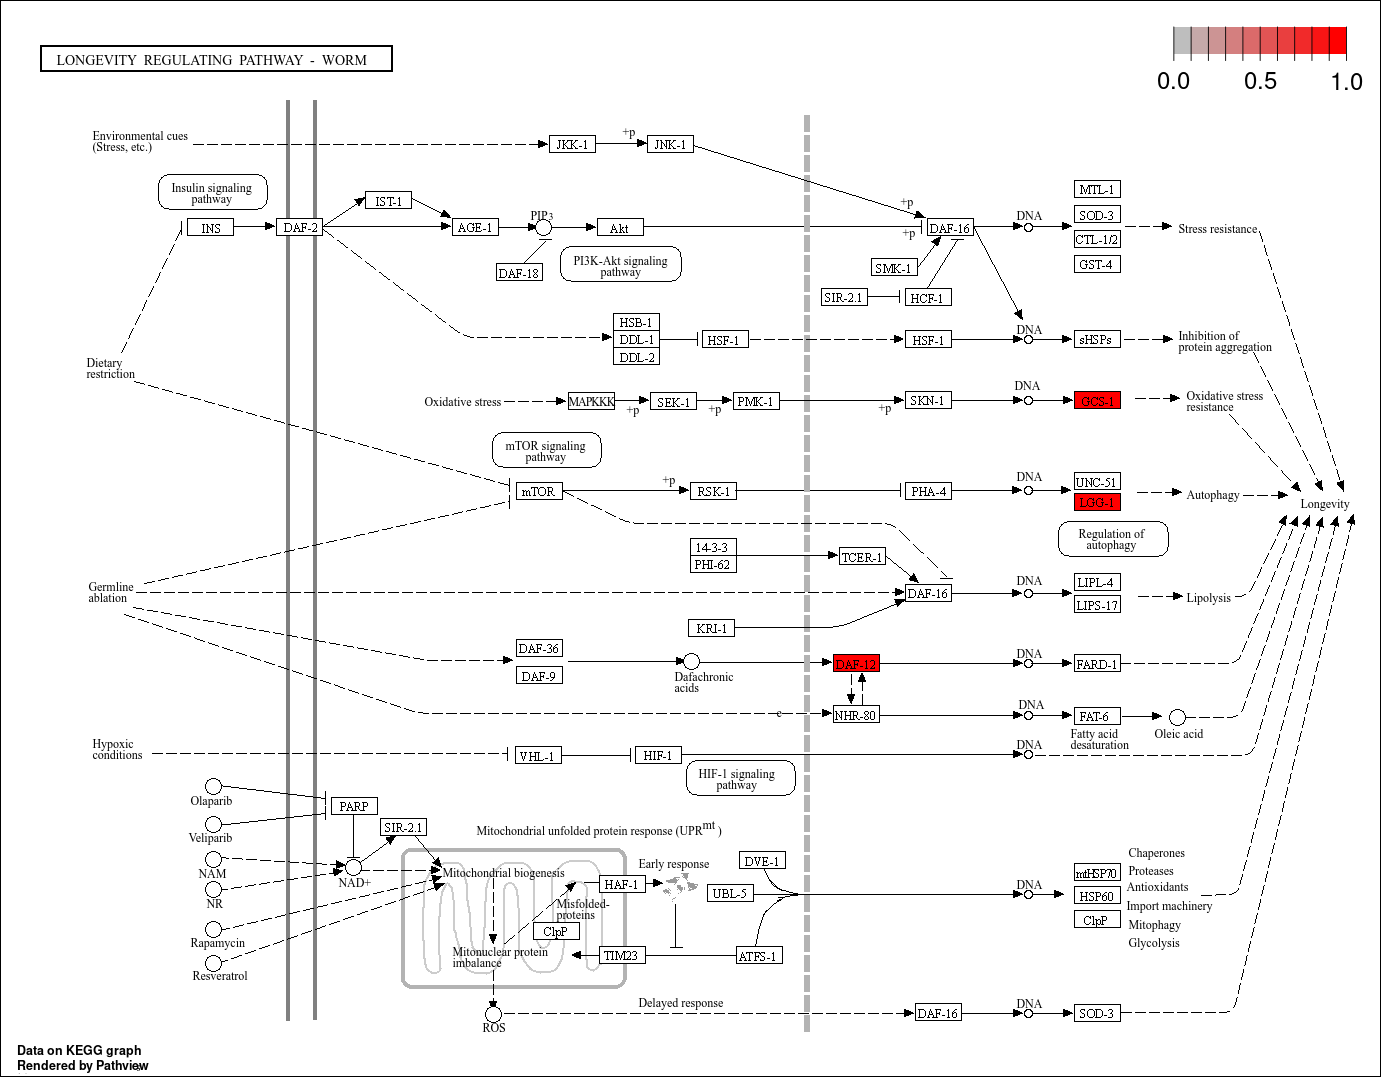 LONGEVITY REGULATING PATHWAY - WORM
0.0 0.5 1.0
Environmental cues
(Stress, etc.)
JKK-1
+p
JNK-1
Insulin signaling
pathway
INS
DAF-2
IST-1
AGE-1
PIP3
Akt
DAF-18
PI3K-Akt signaling
pathway
+p
+p
DAF-16
SMK-1
SIR-2.1
HCF-1
DNA
MTL-1
SOD-3
CTL-1/2
GST-4
Stress resistance
HSB-1
DDL-1
DDL-2
HSF-1
HSF-1
DNA
sHSPs
Inhibition of
protein aggregation
Dietary
restriction
Oxidative stress
MAPKKK
+p
SEK-1
+p
PMK-1
+p
SKN-1
DNA
GCS-1
Oxidative stress
resistance
mTOR signaling
pathway
mTOR
+p
RSK-1
PHA-4
DNA
UNC-51
LGG-1
Autophagy
Longevity
Regulation of
autophagy
14-3-3
PHI-62
TCER-1
DAF-16
DNA
LIPL-4
LIPS-17
Lipolysis
Germline
ablation
KRI-1
DAF-36
DAF-9
Dafachronic
acids
DAF-12
DNA
FARD-1
c
NHR-80
DNA
FAT-6
Fatty acid
desaturation
Oleic acid
Hypoxic
conditions
VHL-1
HIF-1
DNA
HIF-1 signaling
pathway
Olaparib
PARP
Veliparib
SIR-2.1
NAM
NAD+
NR
Rapamycin
Resveratrol
Mitochondrial unfolded protein response (UPRmt)
Mitochondrial biogenesis
HAF-1
Early response
Misfolded-
proteins
ClpP
Mitonuclear protein
imbalance
TIM23
UBL-5
DVE-1
ATFS-1
DNA
mtHSP70
HSP60
ClpP
Chaperones
Proteases
Antioxidants
Import machinery
Mitophagy
Glycolysis
ROS
Delayed response
DAF-16
DNA
SOD-3
Data on KEGG graph
Rendered by Pathview